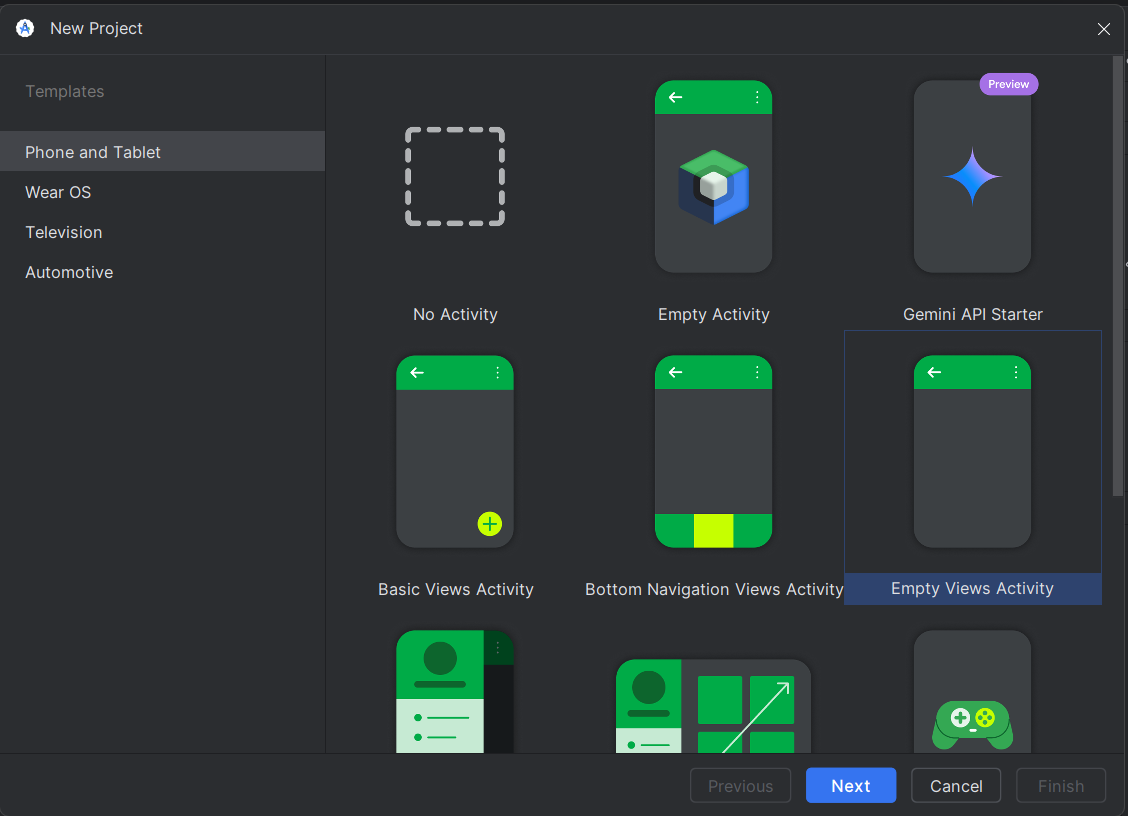 New Project
Templates
Phone and Tablet
Wear OS
Television
Automotive
Preview
No Activity
Empty Activity
Gemini API Starter
Basic Views Activity
Bottom Navigation Views Activity
Empty Views Activity
Previous
Next
Cancel
Finish